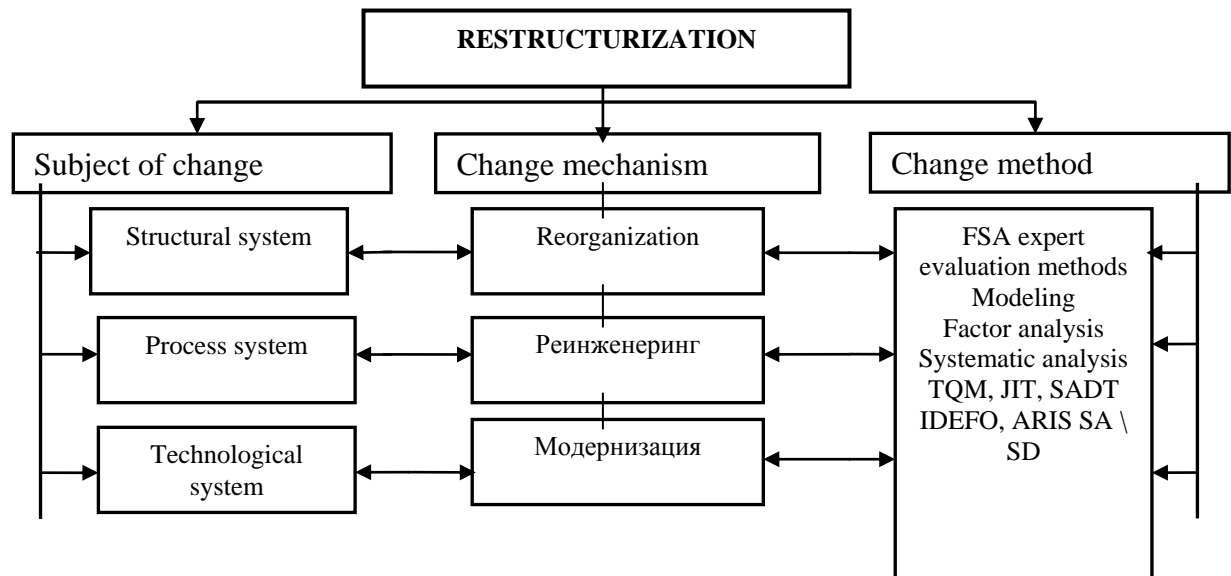 RESTRUCTURIZATION
Subject of change
Change mechanism
Change method
Structural system
Reorganization
FSA expert
evaluation methods
Modeling
Factor analysis
Systematic analysis
TQM, JIT, SADT
IDEFO, ARIS SA \
SD
Process system
Реинженеринг
Technological
system
Модернизация